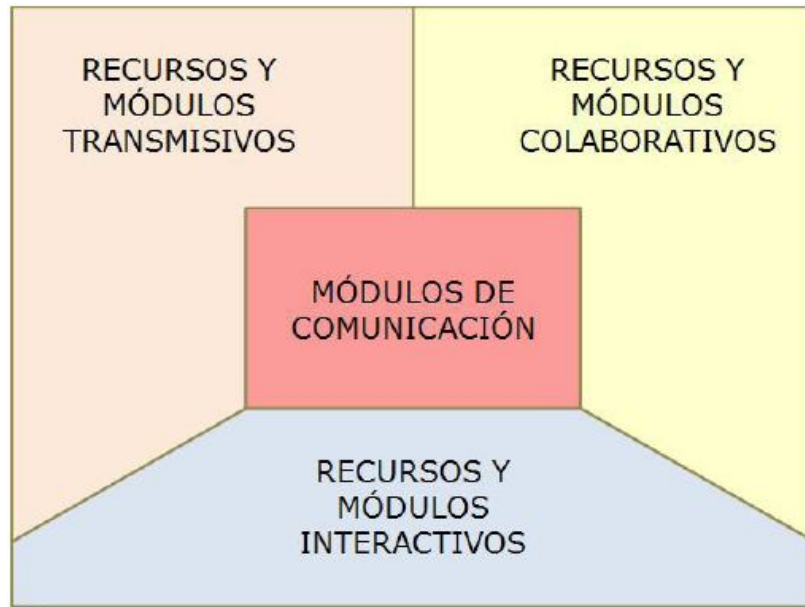 RECURSOS Y
MÓDULOS
TRANSMISIVOS
RECURSOS Y
MÓDULOS
COLABORATIVOS
MÓDULOS DE
COMUNICACIÓN
RECURSOS Y
MÓDULOS
INTERACTIVOS